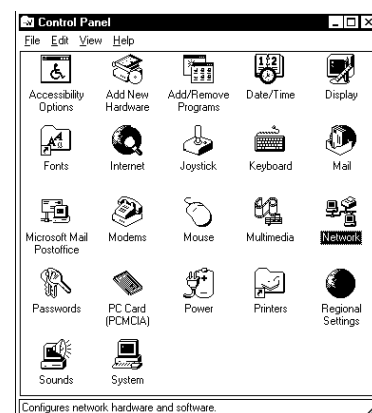 Control Panel
File Edit View Help
Accessibility Options
Add New Hardware
Add/Remove Programs
Date/Time
Display
Fonts
Internet
Joystick
Keyboard
Mail
Microsoft Mail Postoffice
Modems
Mouse
Multimedia
Network
Passwords
PC Card (PCMCIA)
Power
Printers
Regional Settings
Sounds
System
Configures network hardware and software.